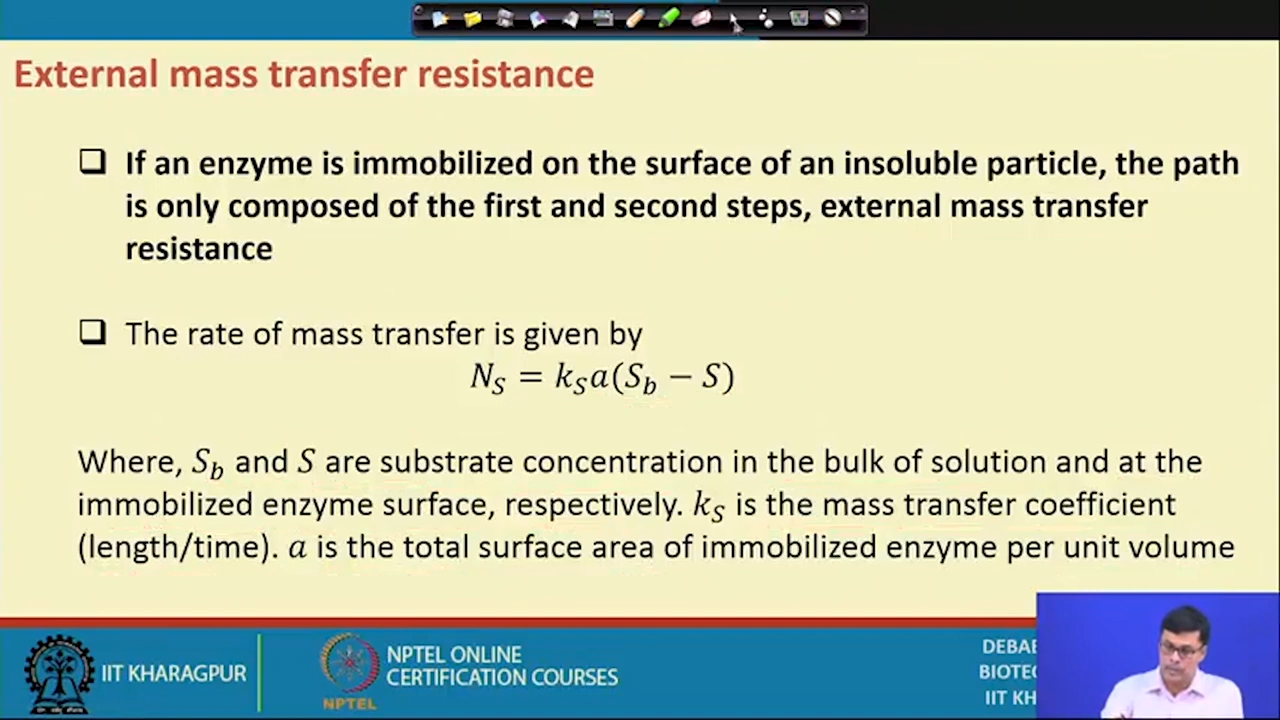 External mass transfer resistance
If an enzyme is immobilized on the surface of an insoluble particle, the path
is only composed of the first and second steps, external mass transfer
resistance
The rate of mass transfer is given by
N_S = k_S a(S_b − S)
Where, S_b and S are substrate concentration in the bulk of solution and at the
immobilized enzyme surface, respectively. k_S is the mass transfer coefficient
(length/time). a is the total surface area of immobilized enzyme per unit volume
IIT KHARAGPUR
NPTEL
NPTEL ONLINE
CERTIFICATION COURSES
DEBA
BIOTE
IIT KH